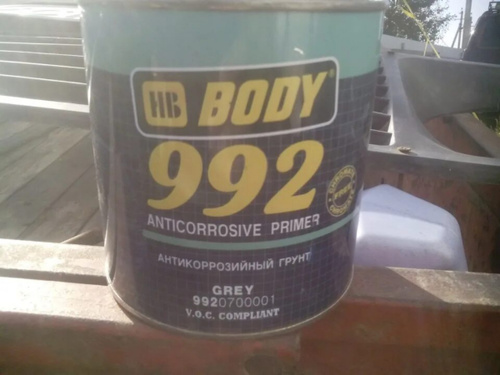 HB BODY®
992
ANTICORROSIVE PRIMER
АНТИКОРРОЗИЙНЫЙ ГРУНТ
GREY
9920700001
V.O.C. COMPLIANT